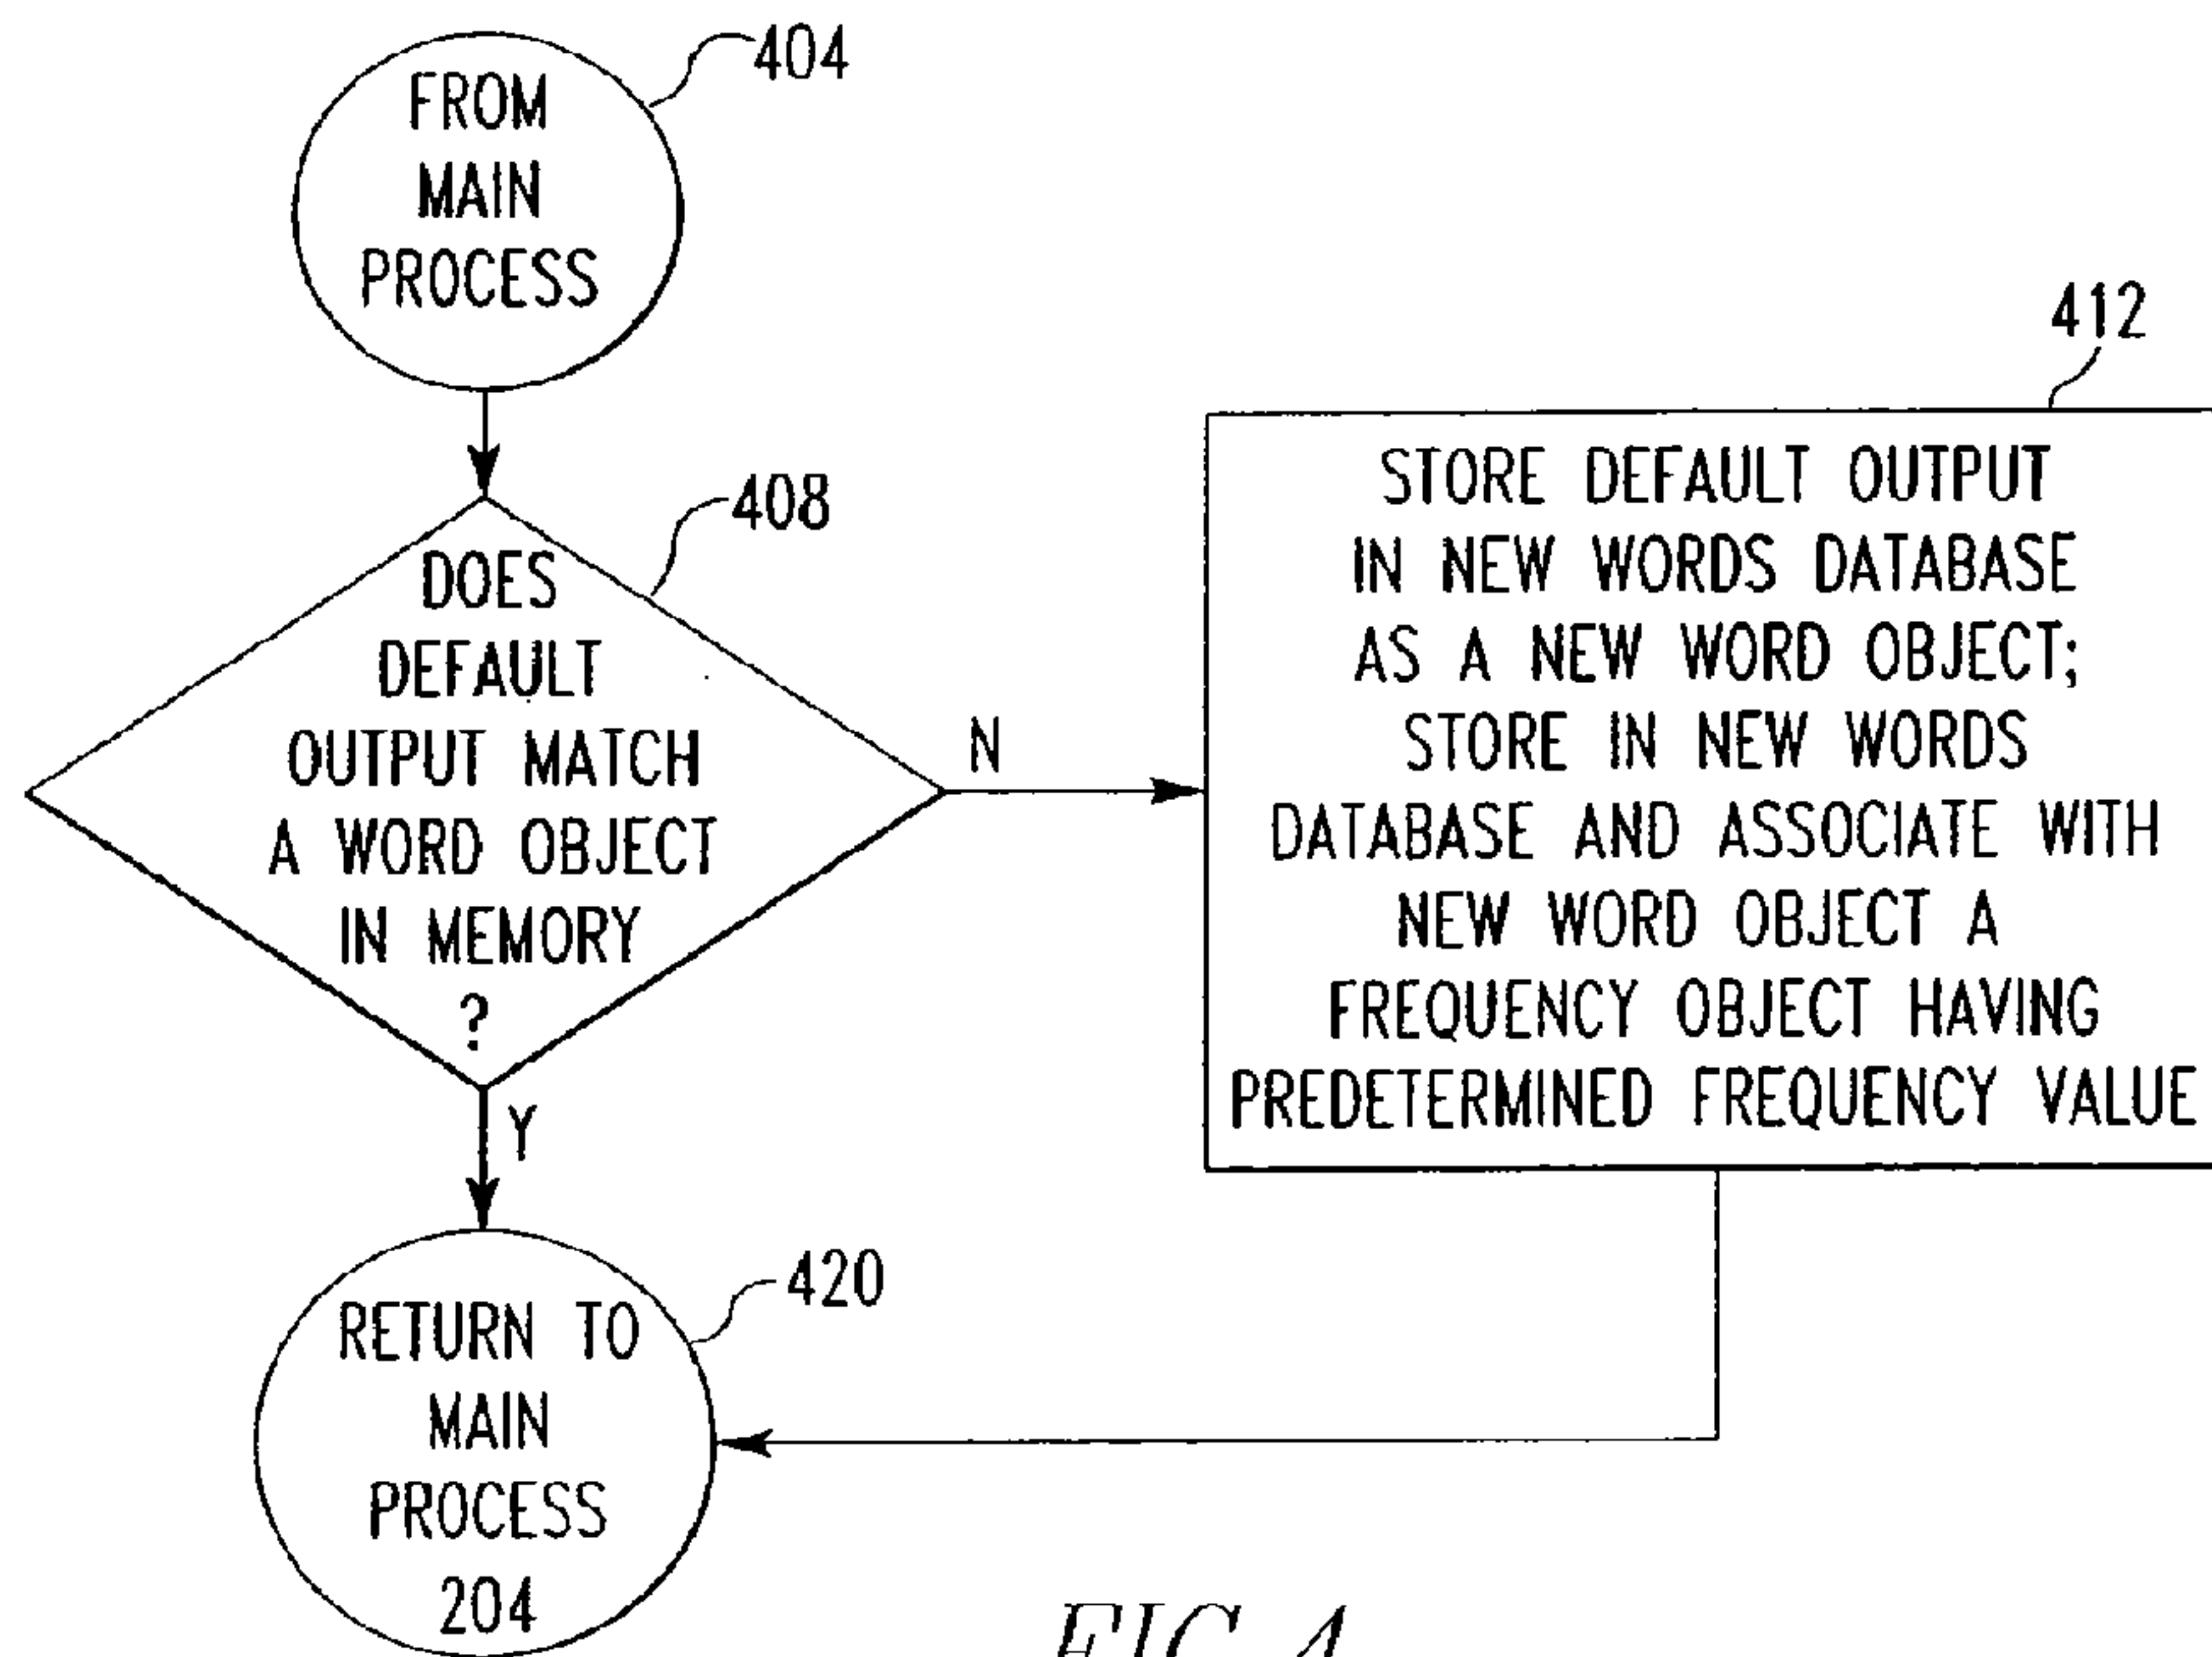 404
FROM
MAIN
PROCESS
408
DOES
DEFAULT
OUTPUT MATCH
A WORD OBJECT
IN MEMORY
?
N
Y
412
STORE DEFAULT OUTPUT
IN NEW WORDS DATABASE
AS A NEW WORD OBJECT;
STORE IN NEW WORDS
DATABASE AND ASSOCIATE WITH
NEW WORD OBJECT A
FREQUENCY OBJECT HAVING
PREDETERMINED FREQUENCY VALUE
420
RETURN TO
MAIN
PROCESS
204
FIG. 4